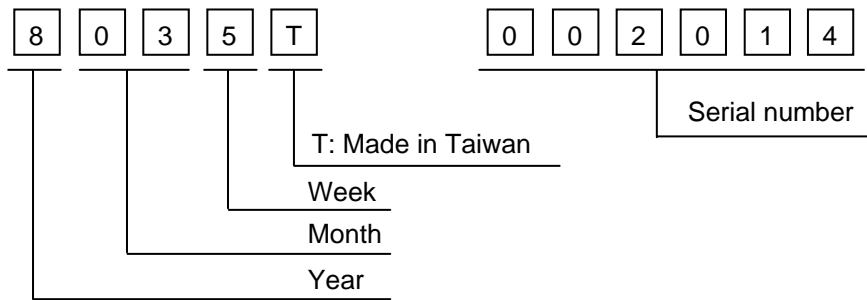 8 0 3 5 T 0 0 2 0 1 4
Serial number
T: Made in Taiwan
Week
Month
Year